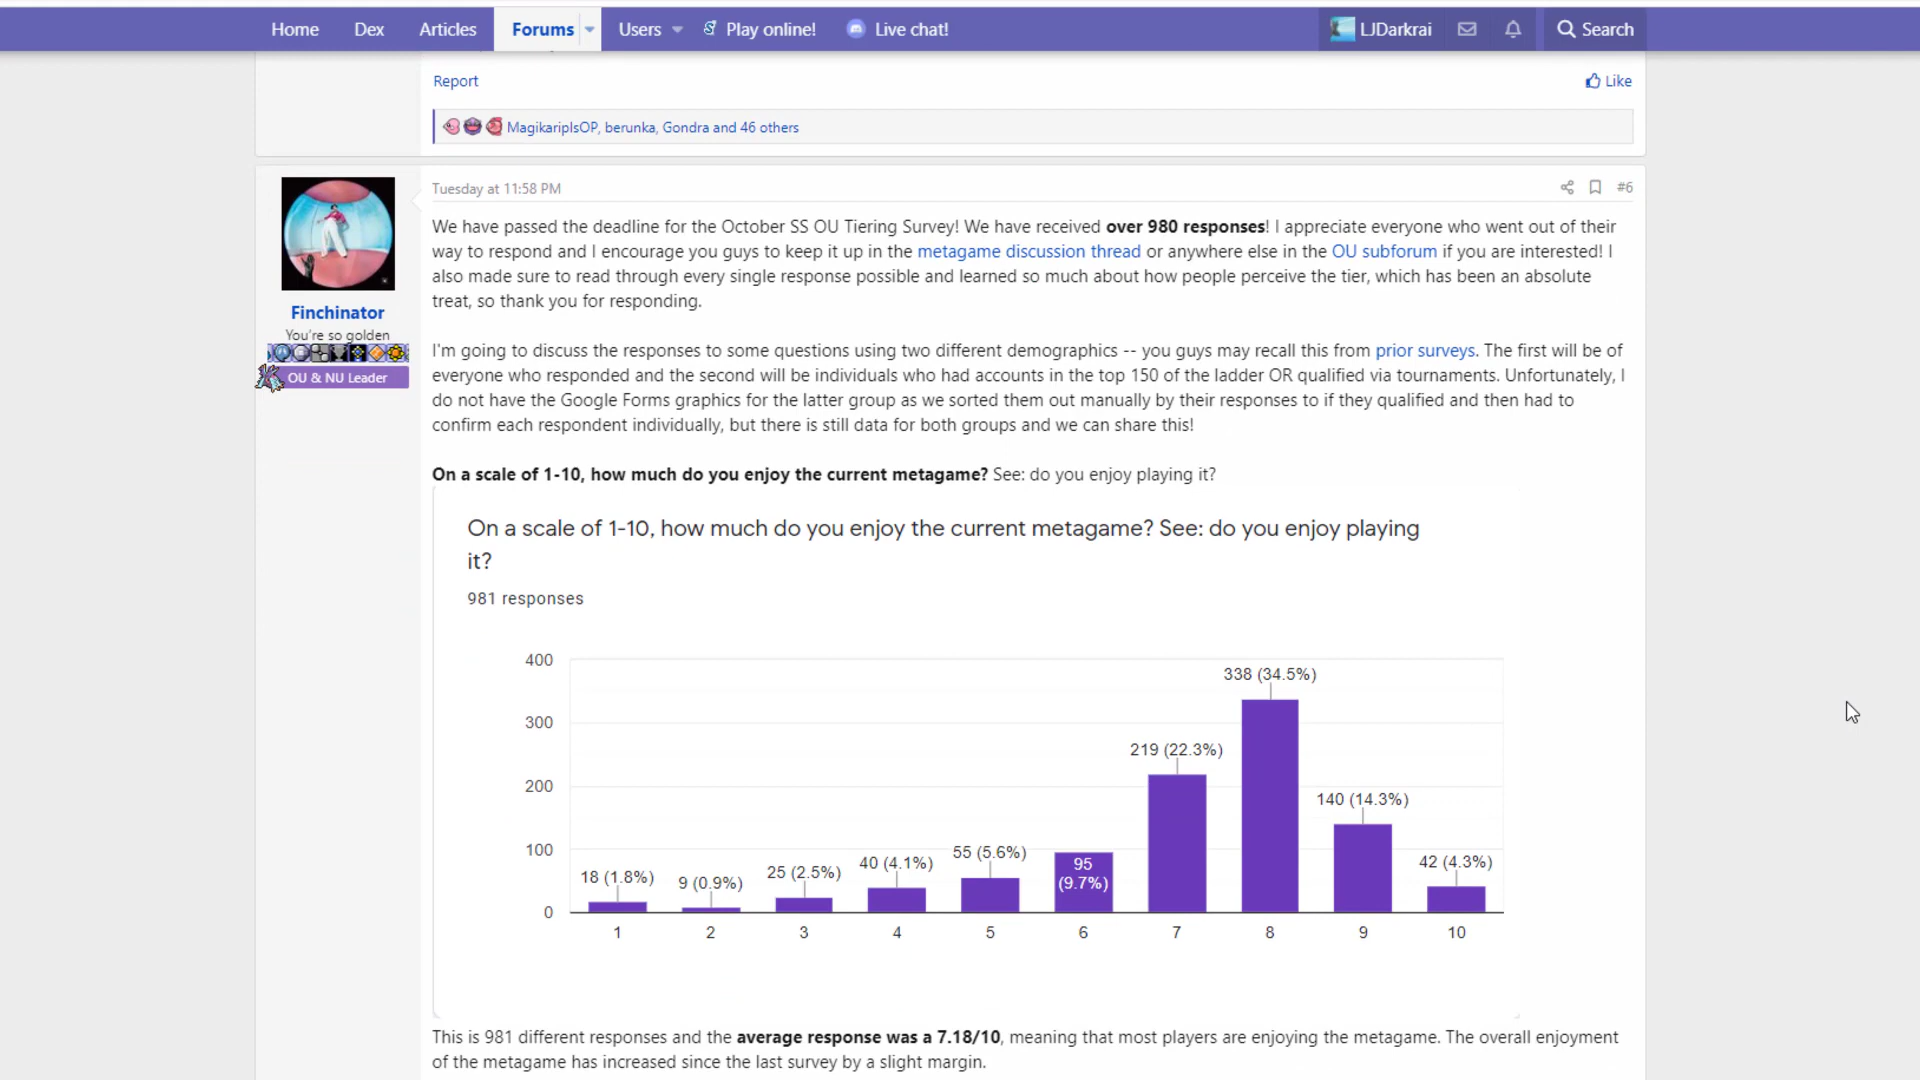 Home Dex Articles Forums Users Play online! Live chat! LJDarkrai Search
Report Like
MagikariplsOP, berunka, Gondra and 46 others
Tuesday at 11:58 PM #6
Finchinator
You're so golden
OU & NU Leader
We have passed the deadline for the October SS OU Tiering Survey! We have received over 980 responses! I appreciate everyone who went out of their
way to respond and I encourage you guys to keep it up in the metagame discussion thread or anywhere else in the OU subforum if you are interested! I
also made sure to read through every single response possible and learned so much about how people perceive the tier, which has been an absolute
treat, so thank you for responding.
I'm going to discuss the responses to some questions using two different demographics -- you guys may recall this from prior surveys. The first will be of
everyone who responded and the second will be individuals who had accounts in the top 150 of the ladder OR qualified via tournaments. Unfortunately, I
do not have the Google Forms graphics for the latter group as we sorted them out manually by their responses to if they qualified and then had to
confirm each respondent individually, but there is still data for both groups and we can share this!
On a scale of 1-10, how much do you enjoy the current metagame? See: do you enjoy playing it?
On a scale of 1-10, how much do you enjoy the current metagame? See: do you enjoy playing
it?
981 responses
400
300
200
100
0
18 (1.8%)
9 (0.9%)
25 (2.5%)
40 (4.1%)
55 (5.6%)
95
(9.7%)
219 (22.3%)
338 (34.5%)
140 (14.3%)
42 (4.3%)
1 2 3 4 5 6 7 8 9 10
This is 981 different responses and the average response was a 7.18/10, meaning that most players are enjoying the metagame. The overall enjoyment
of the metagame has increased since the last survey by a slight margin.